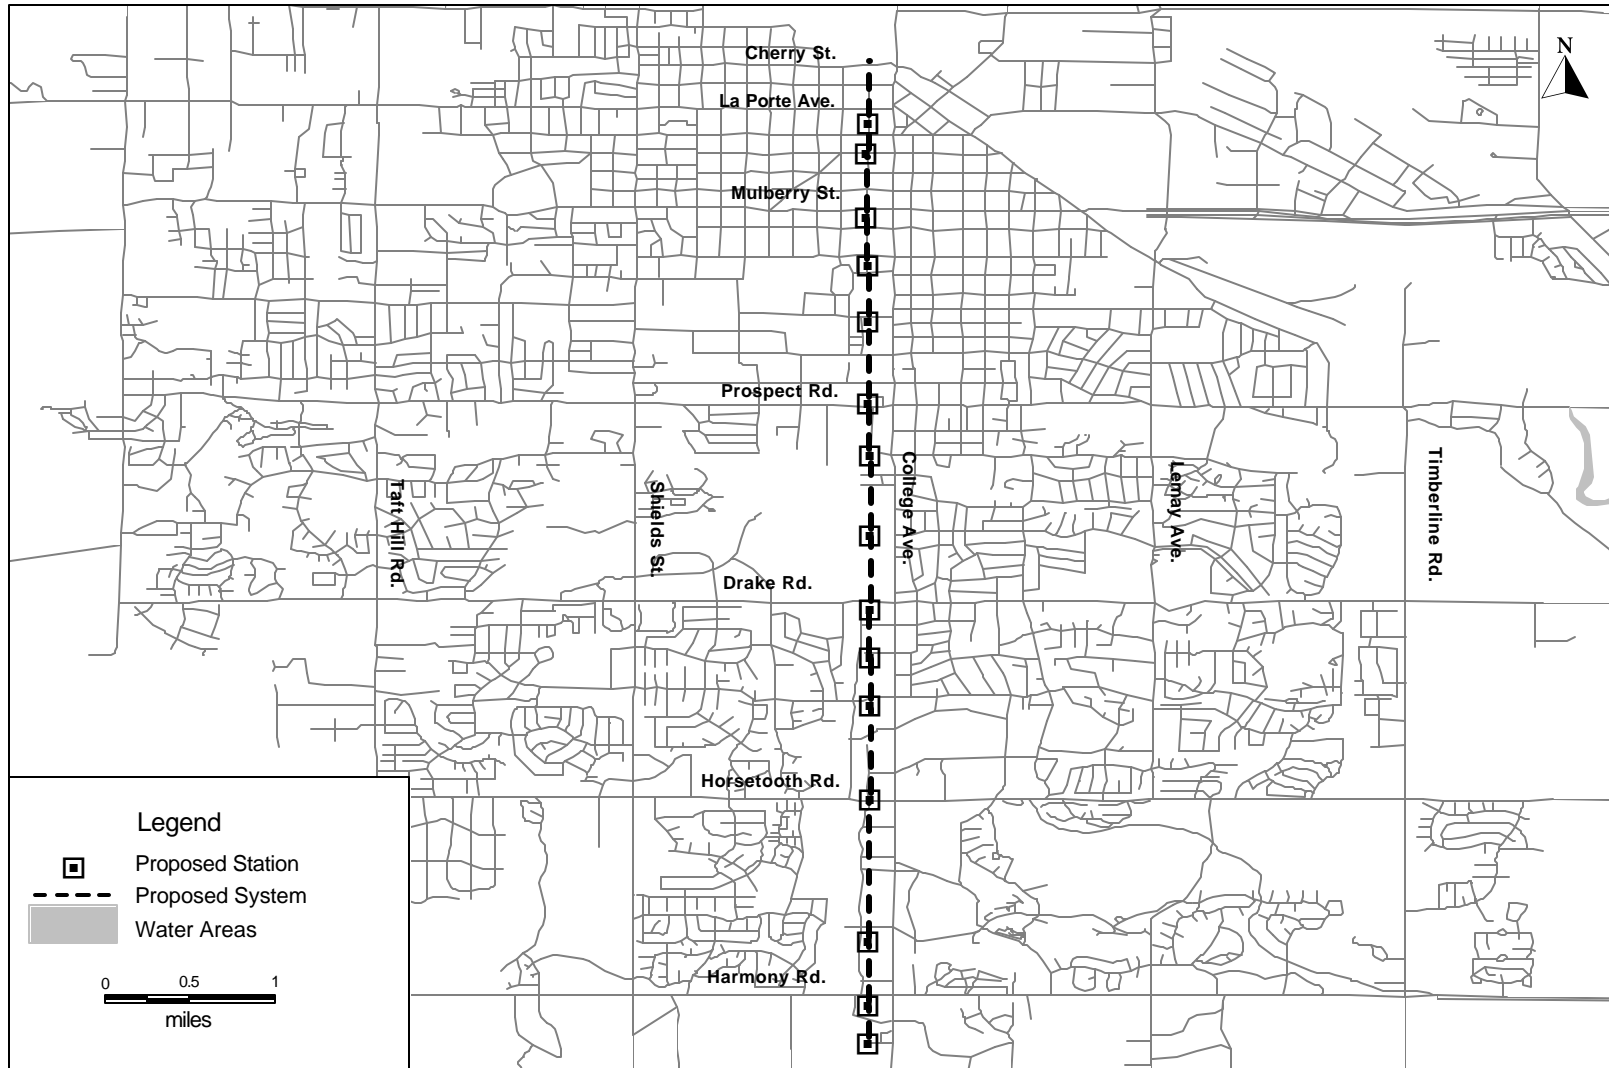 Cherry St.
N
La Porte Ave.
Mulberry St.
Prospect Rd.
College Ave.
Timberline Rd.
Lemay Ave.
Taft Hill Rd.
Shields St.
Drake Rd.
Horsetooth Rd.
Harmony Rd.
Legend
Proposed Station
Proposed System
Water Areas
0 0.5 1
miles